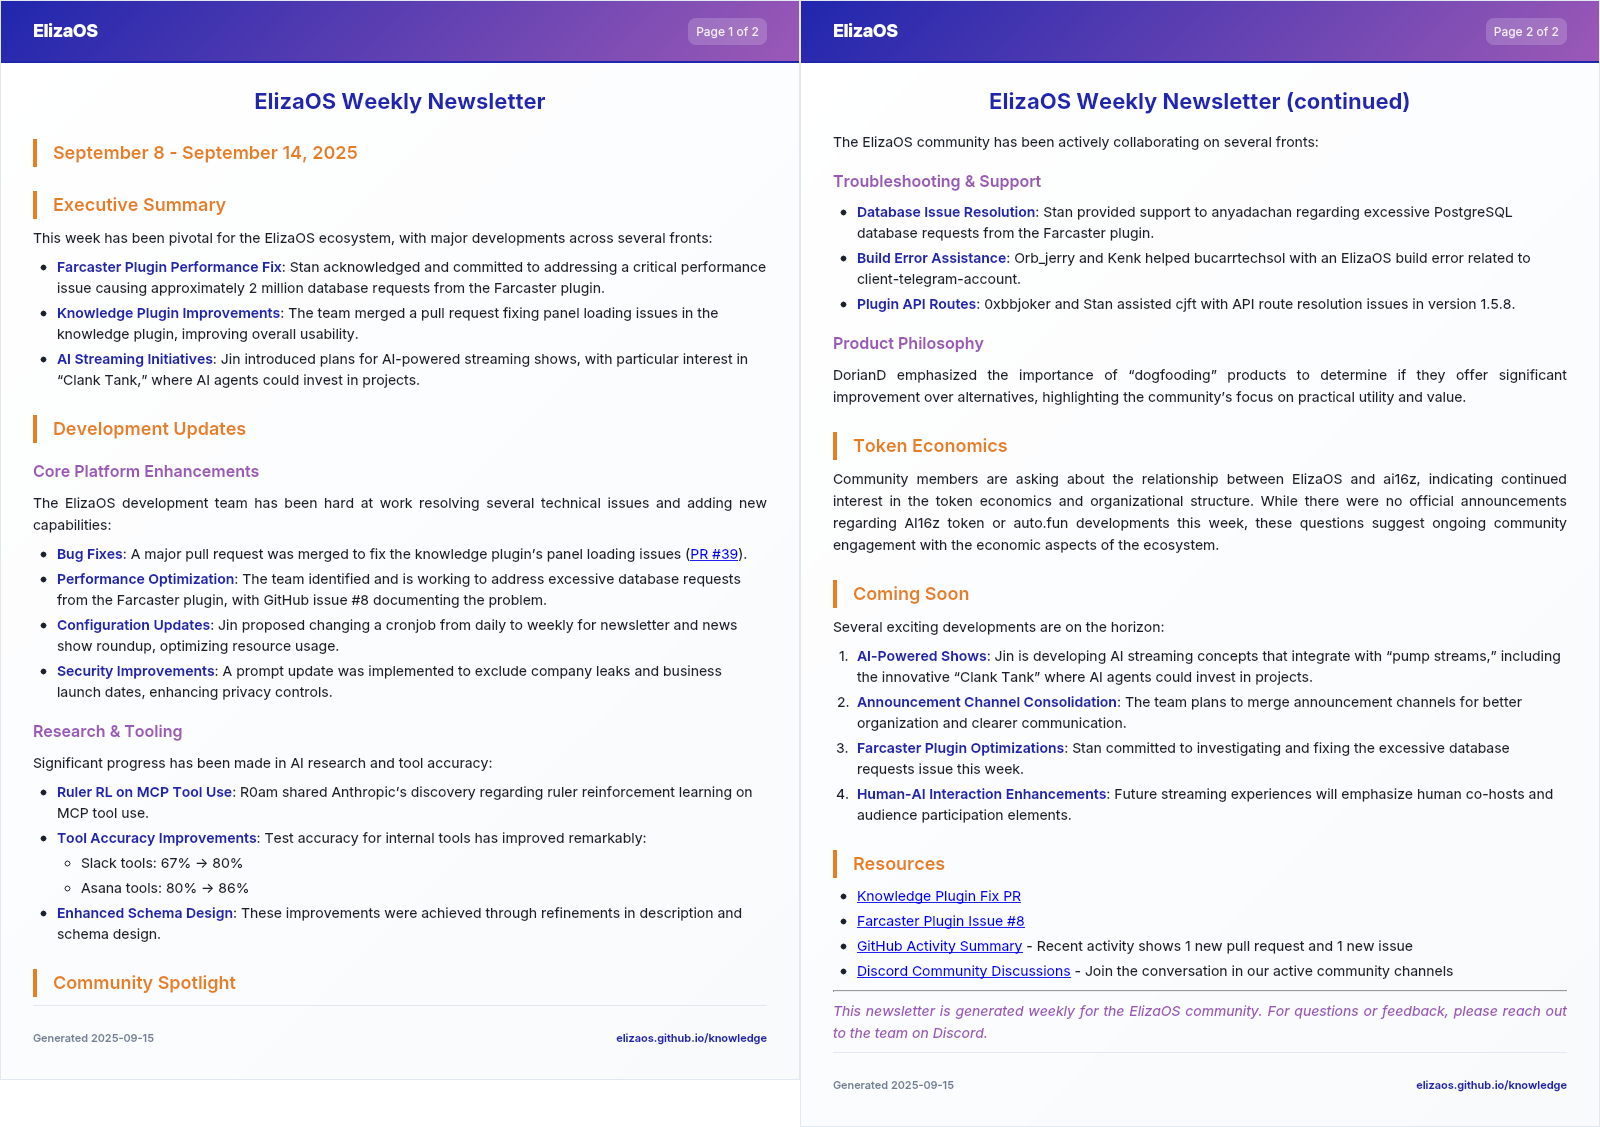 ElizaOS
Page 1 of 2
ElizaOS Weekly Newsletter
September 8 - September 14, 2025
Executive Summary
This week has been pivotal for the ElizaOS ecosystem, with major developments across several fronts:
• Farcaster Plugin Performance Fix: Stan acknowledged and committed to addressing a critical performance
issue causing approximately 2 million database requests from the Farcaster plugin.
• Knowledge Plugin Improvements: The team merged a pull request fixing panel loading issues in the
knowledge plugin, improving overall usability.
• AI Streaming Initiatives: Jin introduced plans for AI-powered streaming shows, with particular interest in
“Clank Tank,” where AI agents could invest in projects.
Development Updates
Core Platform Enhancements
The ElizaOS development team has been hard at work resolving several technical issues and adding new
capabilities:
• Bug Fixes: A major pull request was merged to fix the knowledge plugin’s panel loading issues (PR #39).
• Performance Optimization: The team identified and is working to address excessive database requests
from the Farcaster plugin, with GitHub issue #8 documenting the problem.
• Configuration Updates: Jin proposed changing a cronjob from daily to weekly for newsletter and news
show roundup, optimizing resource usage.
• Security Improvements: A prompt update was implemented to exclude company leaks and business
launch dates, enhancing privacy controls.
Research & Tooling
Significant progress has been made in AI research and tool accuracy:
• Ruler RL on MCP Tool Use: R0am shared Anthropic’s discovery regarding ruler reinforcement learning on
MCP tool use.
• Tool Accuracy Improvements: Test accuracy for internal tools has improved remarkably:
◦ Slack tools: 67% → 80%
◦ Asana tools: 80% → 86%
• Enhanced Schema Design: These improvements were achieved through refinements in description and
schema design.
Community Spotlight
Generated 2025-09-15
elizaos.github.io/knowledge
ElizaOS
Page 2 of 2
ElizaOS Weekly Newsletter (continued)
The ElizaOS community has been actively collaborating on several fronts:
Troubleshooting & Support
• Database Issue Resolution: Stan provided support to anyadachan regarding excessive PostgreSQL
database requests from the Farcaster plugin.
• Build Error Assistance: Orb_jerry and Kenk helped bucarrtechsol with an ElizaOS build error related to
client-telegram-account.
• Plugin API Routes: 0xbbjoker and Stan assisted cjft with API route resolution issues in version 1.5.8.
Product Philosophy
DorianD emphasized the importance of “dogfooding” products to determine if they offer significant
improvement over alternatives, highlighting the community’s focus on practical utility and value.
Token Economics
Community members are asking about the relationship between ElizaOS and ai16z, indicating continued
interest in the token economics and organizational structure. While there were no official announcements
regarding AI16z token or auto.fun developments this week, these questions suggest ongoing community
engagement with the economic aspects of the ecosystem.
Coming Soon
Several exciting developments are on the horizon:
1. AI-Powered Shows: Jin is developing AI streaming concepts that integrate with “pump streams,” including
the innovative “Clank Tank” where AI agents could invest in projects.
2. Announcement Channel Consolidation: The team plans to merge announcement channels for better
organization and clearer communication.
3. Farcaster Plugin Optimizations: Stan committed to investigating and fixing the excessive database
requests issue this week.
4. Human-AI Interaction Enhancements: Future streaming experiences will emphasize human co-hosts and
audience participation elements.
Resources
• Knowledge Plugin Fix PR
• Farcaster Plugin Issue #8
• GitHub Activity Summary - Recent activity shows 1 new pull request and 1 new issue
• Discord Community Discussions - Join the conversation in our active community channels
This newsletter is generated weekly for the ElizaOS community. For questions or feedback, please reach out
to the team on Discord.
Generated 2025-09-15
elizaos.github.io/knowledge